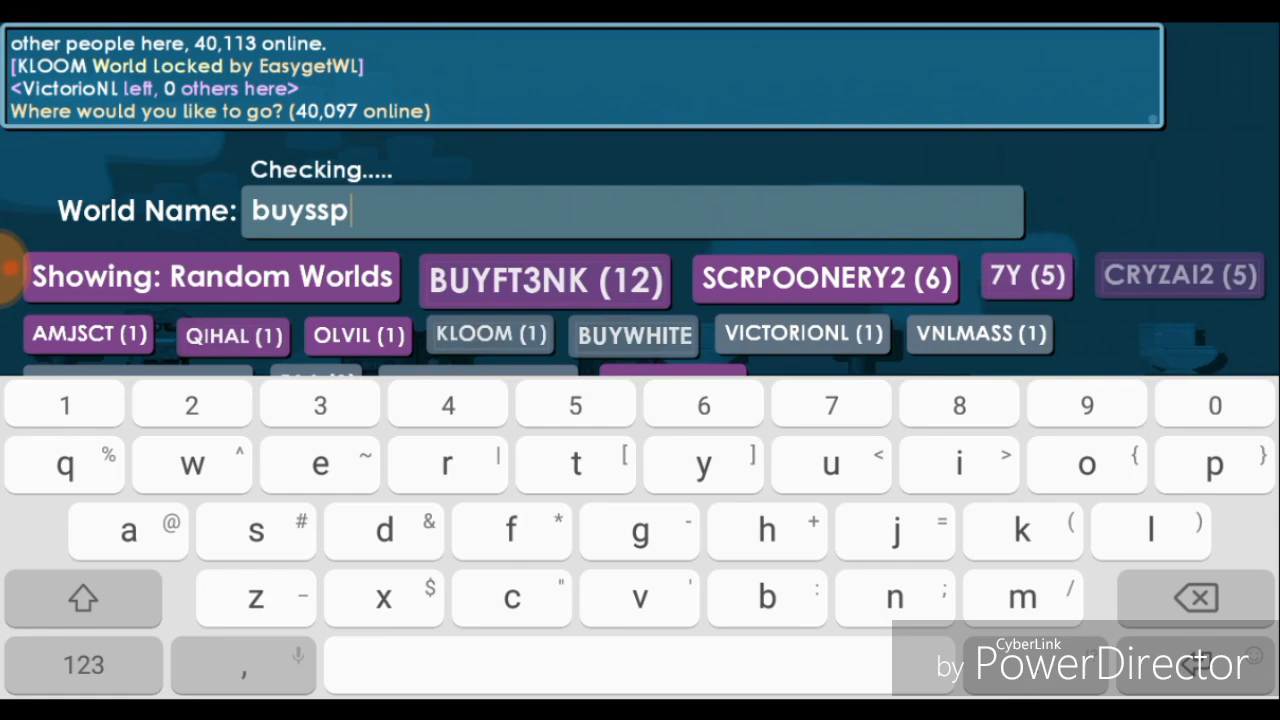 other people here, 40,113 online.
[KLOOM World Locked by EasygetWL]
<VictorioNL left, 0 others here>
Where would you like to go? (40,097 online)
Checking.....
World Name: buyssp
Showing: Random Worlds BUYFT3NK (12) SCRPOONERY2 (6) 7Y (5) CRYZAI2 (5)
AMJSCT (1) QIHAL (1) OLVIL (1) KLOOM (1) BUYWHITE VICTORIONL (1) VNLMASS (1)
1 2 3 4 5 6 7 8 9 0
q % w ^ e ~ r | t [ y ] u < i > o { p }
a @ s # d & f * g - h + j = k ( l )
z _ x $ c " v ' b : n ; m /
123 ,
CyberLink
by PowerDirector